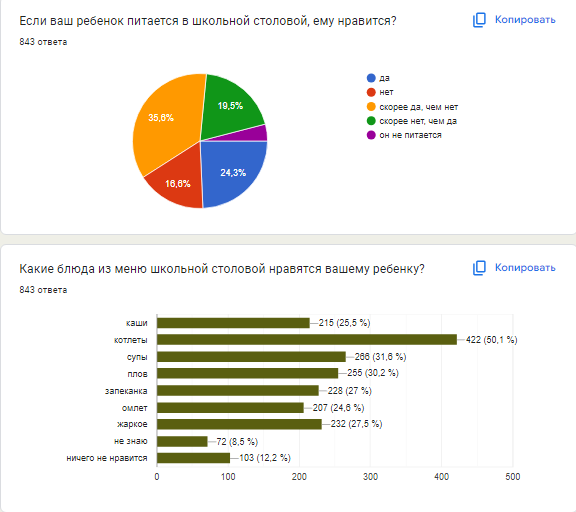 Если ваш ребенок питается в школьной столовой, ему нравится?
Копировать
843 ответа
да
нет
скорее да, чем нет
скорее нет, чем да
он не питается
19,5%
35,6%
16,6%
24,3%
Какие блюда из меню школьной столовой нравятся вашему ребенку?
Копировать
843 ответа
каши 215 (25,5 %)
котлеты 422 (50,1 %)
супы 266 (31,6 %)
плов 255 (30,2 %)
запеканка 228 (27 %)
омлет 207 (24,6 %)
жаркое 232 (27,5 %)
не знаю 72 (8,5 %)
ничего не нравится 103 (12,2 %)
0 100 200 300 400 500